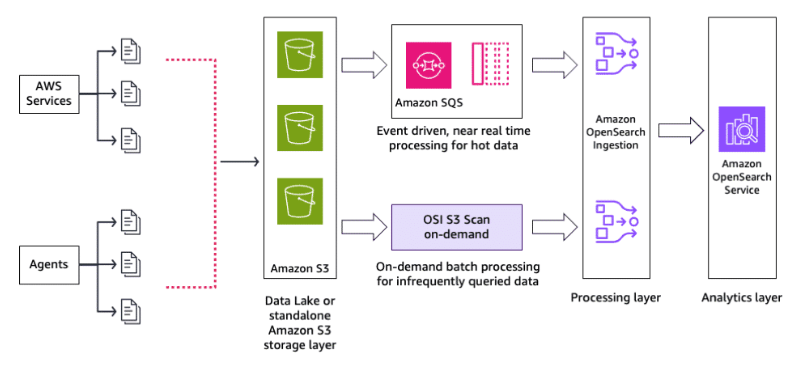 AWS
Services
Agents
Amazon S3
Data Lake or
standalone
Amazon S3
storage layer
Amazon SQS
Event driven, near real time
processing for hot data
OSI S3 Scan
on-demand
On-demand batch processing
for infrequently queried data
Amazon
OpenSearch
Ingestion
Processing layer
Amazon
OpenSearch
Service
Analytics layer